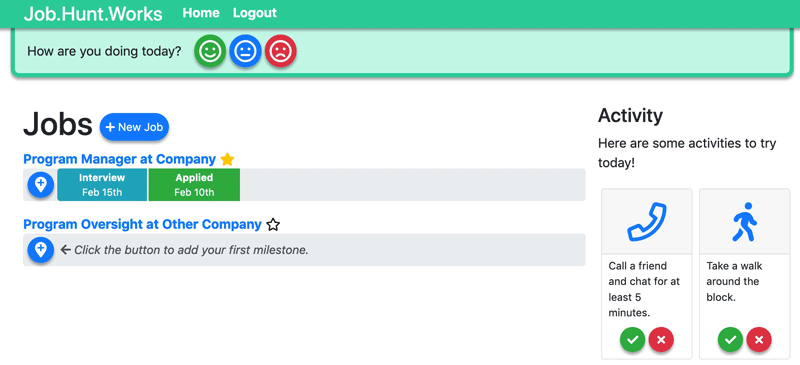 Job.Hunt.Works Home Logout
How are you doing today?
Jobs
New Job
Program Manager at Company
Interview
Feb 15th
Applied
Feb 10th
Program Oversight at Other Company
Click the button to add your first milestone.
Activity
Here are some activities to try
today!
Call a friend
and chat for at
least 5
minutes.
Take a walk
around the
block.